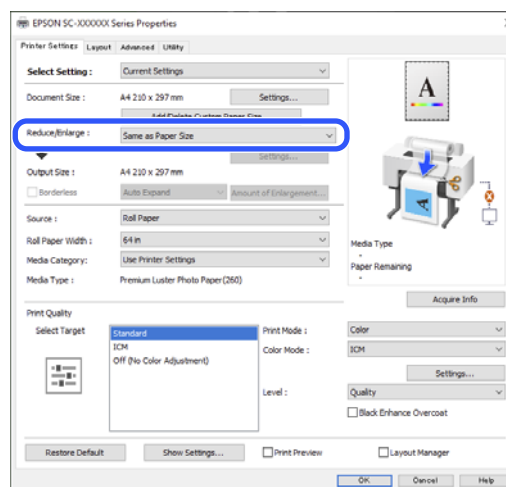 EPSON SC-XXXXXX Series Properties
Printer Settings Layout Advanced Utility
Select Setting : Current Settings
Document Size : A4 210 x 297 mm Settings...
Add/Delete Custom Paper Size
Reduce/Enlarge : Same as Paper Size
Settings...
Output Size : A4 210 x 297 mm
Borderless Auto Expand Amount of Enlargement...
Source : Roll Paper
Roll Paper Width : 64 in
Media Category: Use Printer Settings
Media Type : Premium Luster Photo Paper(260)
A
A
Media Type
-
Paper Remaining
-
Acquire Info
Print Quality
Select Target Standard
ICM
Off (No Color Adjustment)
Print Mode : Color
Color Mode : ICM
Settings...
Level : Quality
Black Enhance Overcoat
Restore Default Show Settings... Print Preview Layout Manager
OK Cancel Help